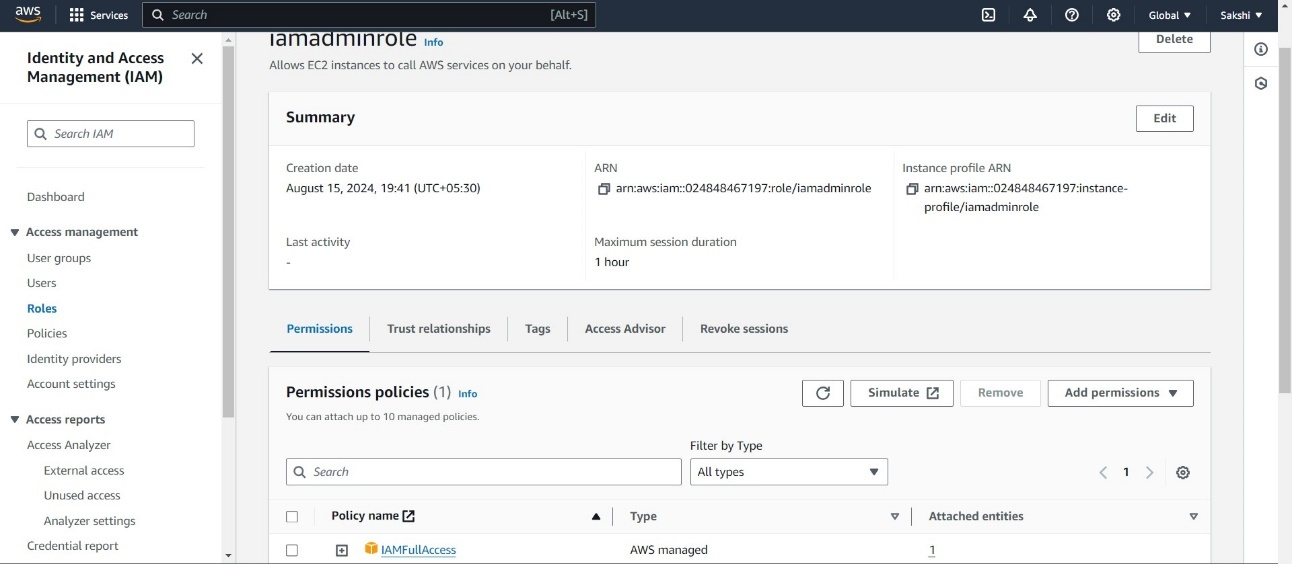 aws
Services
Search [Alt+S]
Global
Sakshi
Identity and Access
Management (IAM)
Search IAM
Dashboard
Access management
User groups
Users
Roles
Policies
Identity providers
Account settings
Access reports
Access Analyzer
External access
Unused access
Analyzer settings
Credential report
iamadminrole Info
Delete
Allows EC2 instances to call AWS services on your behalf.
Summary
Edit
Creation date
August 15, 2024, 19:41 (UTC+05:30)
ARN
arn:aws:iam::024848467197:role/iamadminrole
Instance profile ARN
arn:aws:iam::024848467197:instance-
profile/iamadminrole
Last activity
-
Maximum session duration
1 hour
Permissions
Trust relationships
Tags
Access Advisor
Revoke sessions
Permissions policies (1) Info
You can attach up to 10 managed policies.
Simulate
Remove
Add permissions
Filter by Type
Search
All types
1
Policy name
Type
Attached entities
IAMFullAccess
AWS managed
1